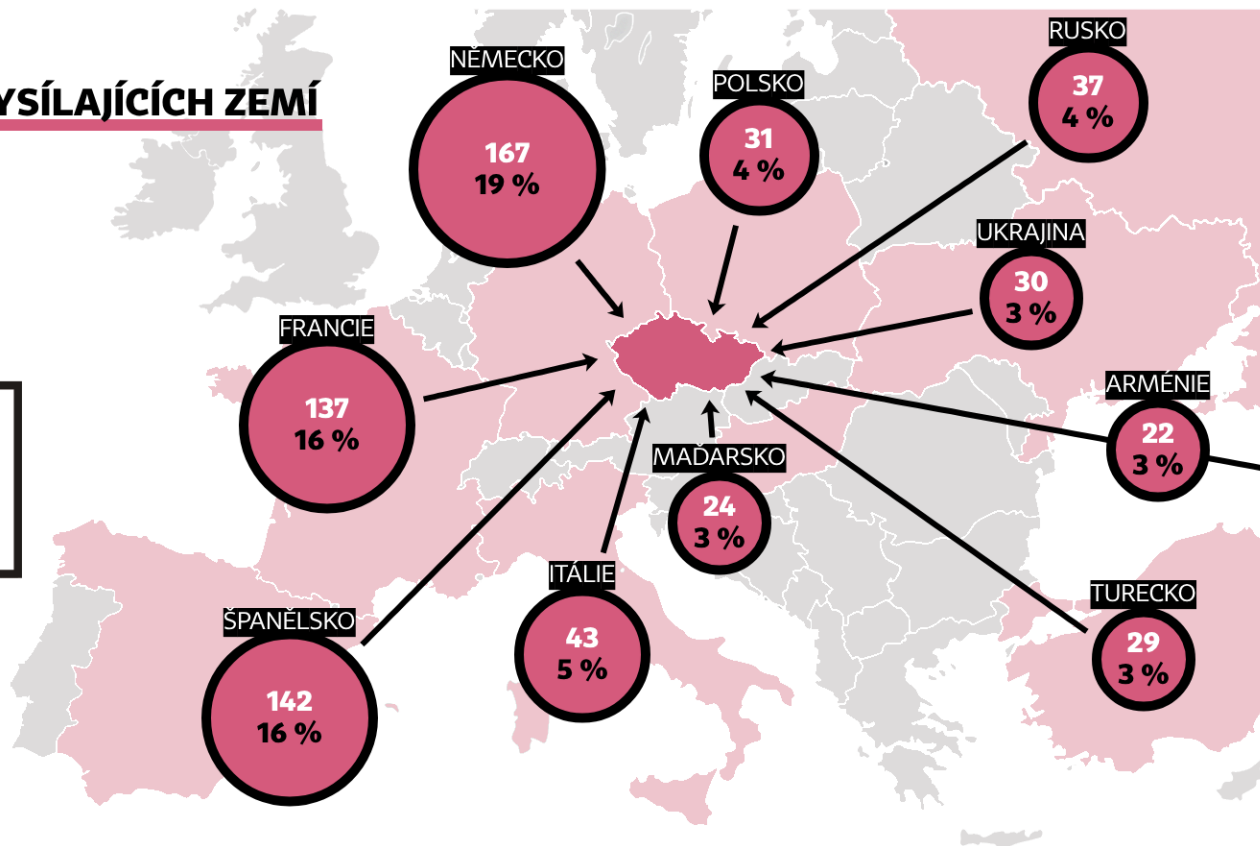 YSÍLAJÍCÍCH ZEMÍ
NĚMECKO
167
19 %
POLSKO
31
4 %
RUSKO
37
4 %
UKRAJINA
30
3 %
FRANCIE
137
16 %
ARMÉNIE
22
3 %
MAĎARSKO
24
3 %
ITÁLIE
43
5 %
TURECKO
29
3 %
ŠPANĚLSKO
142
16 %